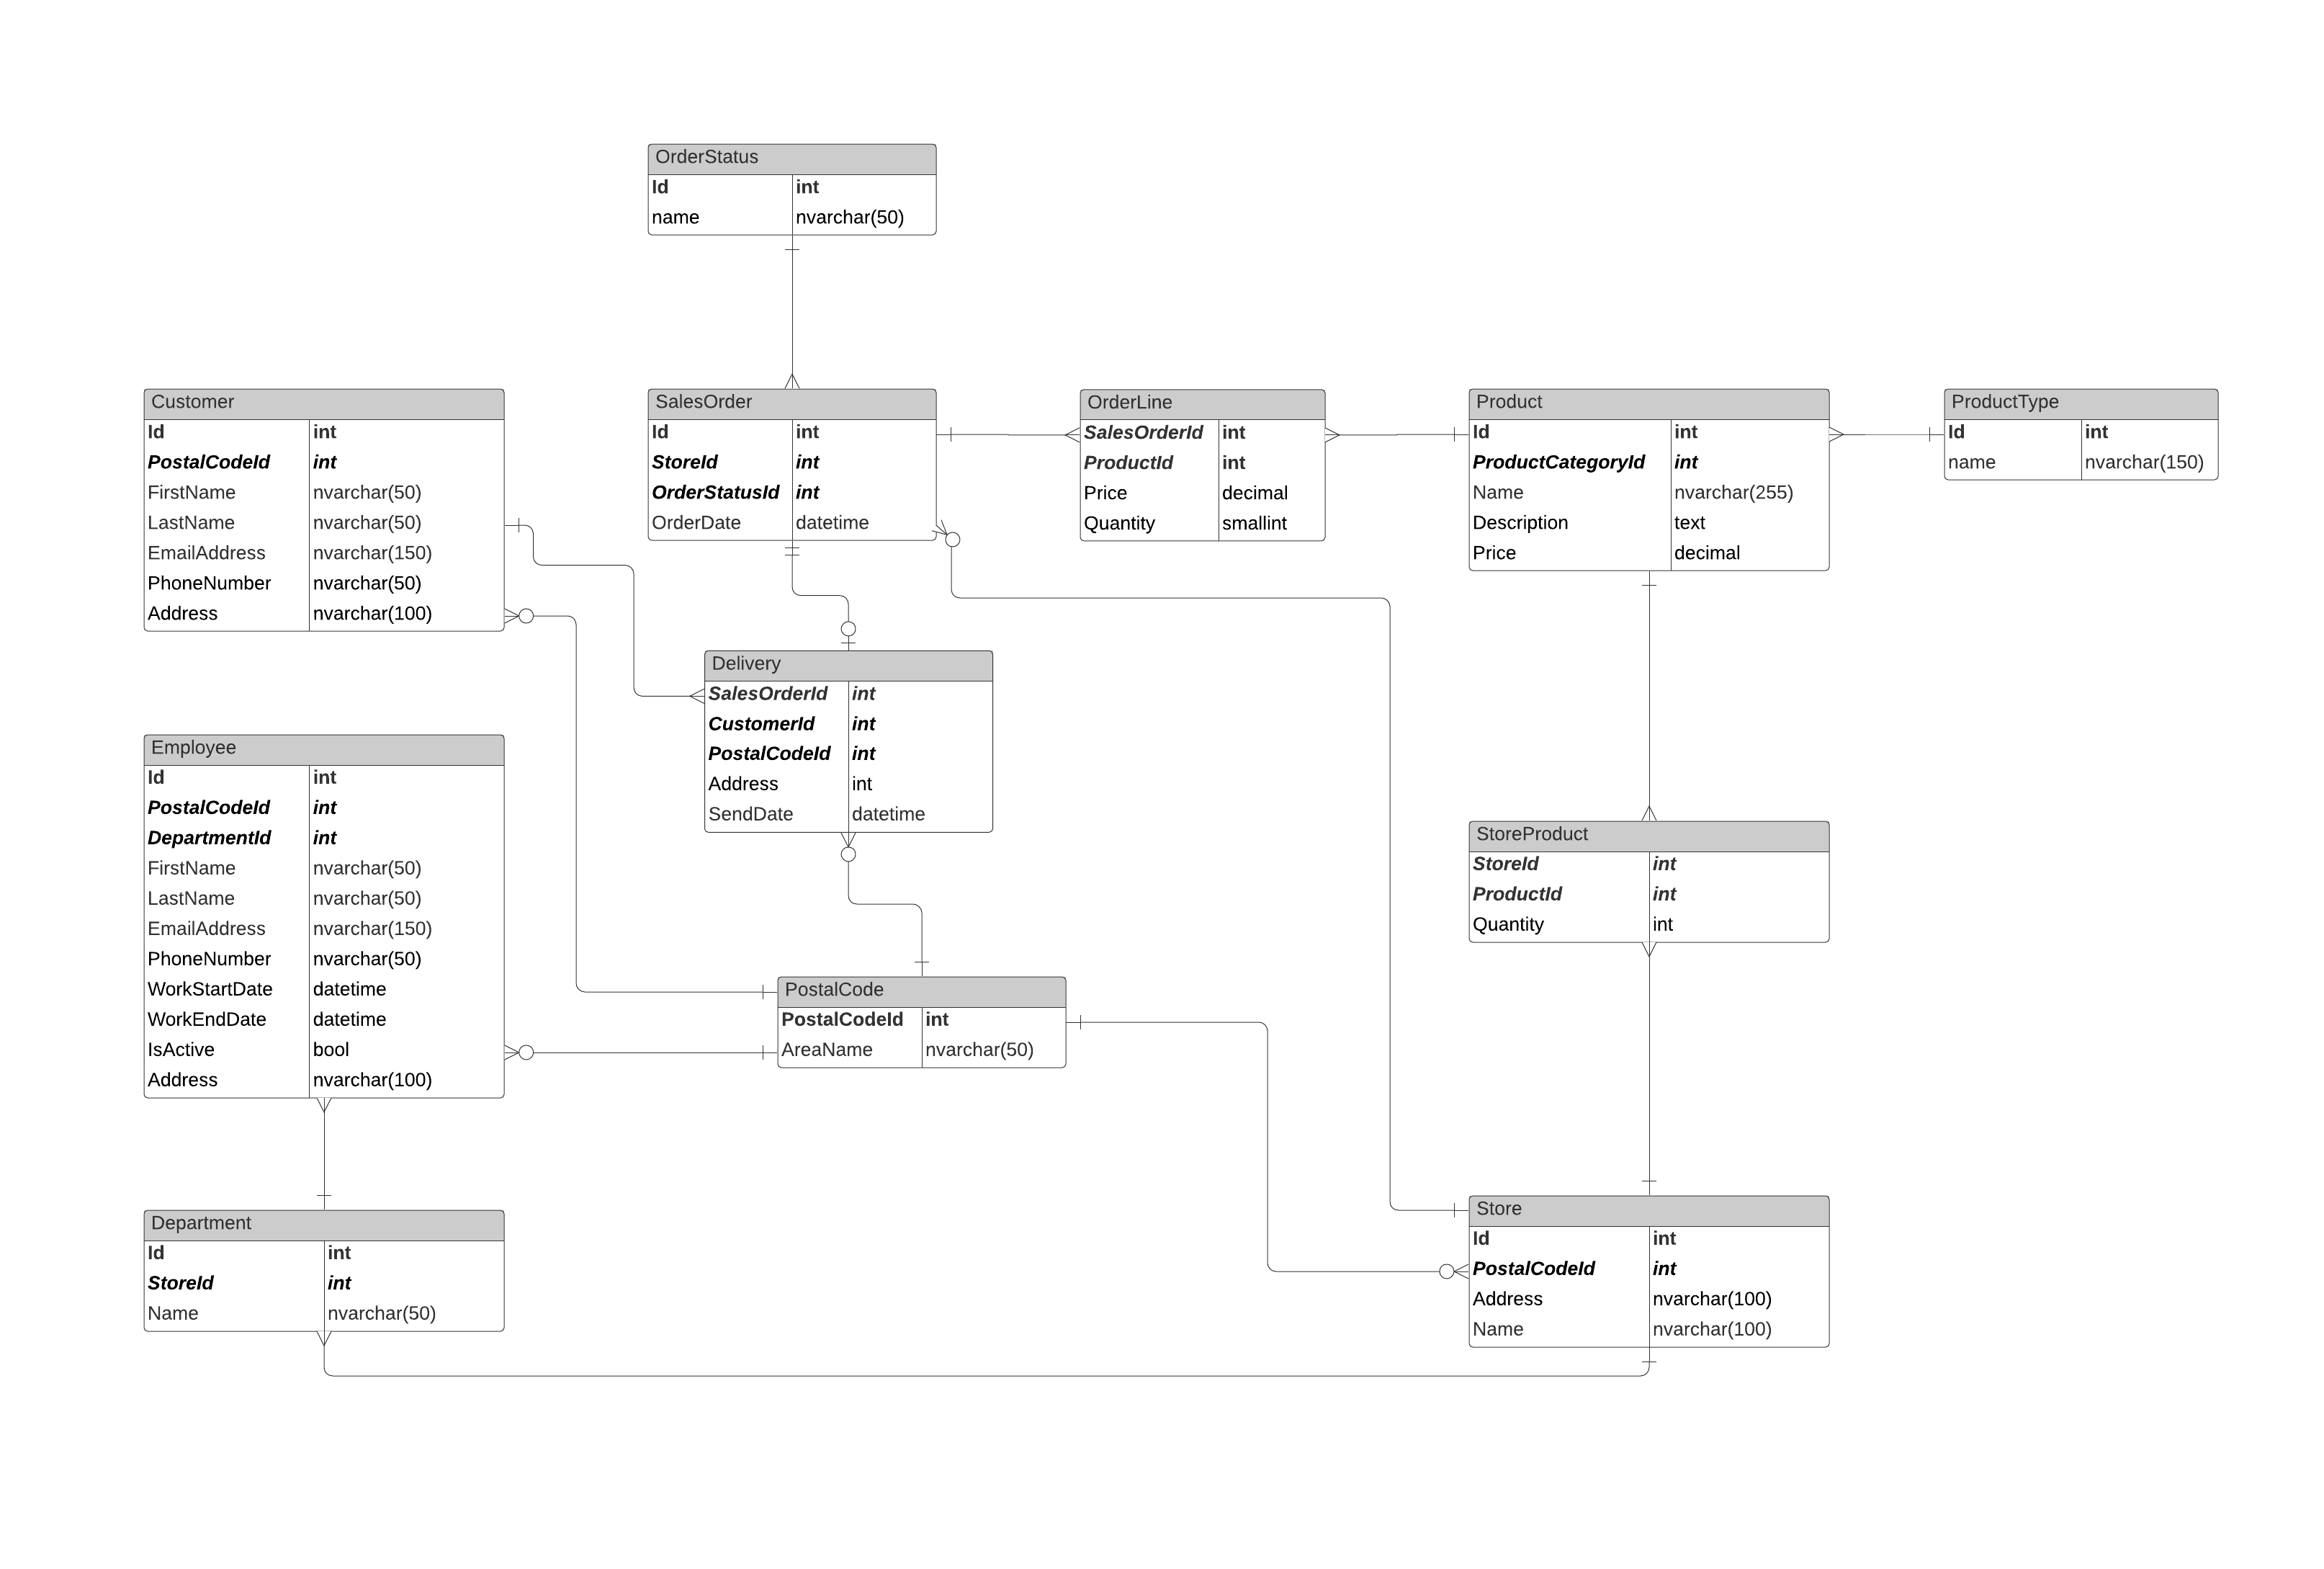 OrderStatus
Id int
name nvarchar(50)
Customer
Id int
PostalCodeId int
FirstName nvarchar(50)
LastName nvarchar(50)
EmailAddress nvarchar(150)
PhoneNumber nvarchar(50)
Address nvarchar(100)
SalesOrder
Id int
StoreId int
OrderStatusId int
OrderDate datetime
OrderLine
SalesOrderId int
ProductId int
Price decimal
Quantity smallint
Product
Id int
ProductCategoryId int
Name nvarchar(255)
Description text
Price decimal
ProductType
Id int
name nvarchar(150)
Delivery
SalesOrderId int
CustomerId int
PostalCodeId int
Address int
SendDate datetime
Employee
Id int
PostalCodeId int
DepartmentId int
FirstName nvarchar(50)
LastName nvarchar(50)
EmailAddress nvarchar(150)
PhoneNumber nvarchar(50)
WorkStartDate datetime
WorkEndDate datetime
IsActive bool
Address nvarchar(100)
StoreProduct
StoreId int
ProductId int
Quantity int
PostalCode
PostalCodeId int
AreaName nvarchar(50)
Department
Id int
StoreId int
Name nvarchar(50)
Store
Id int
PostalCodeId int
Address nvarchar(100)
Name nvarchar(100)